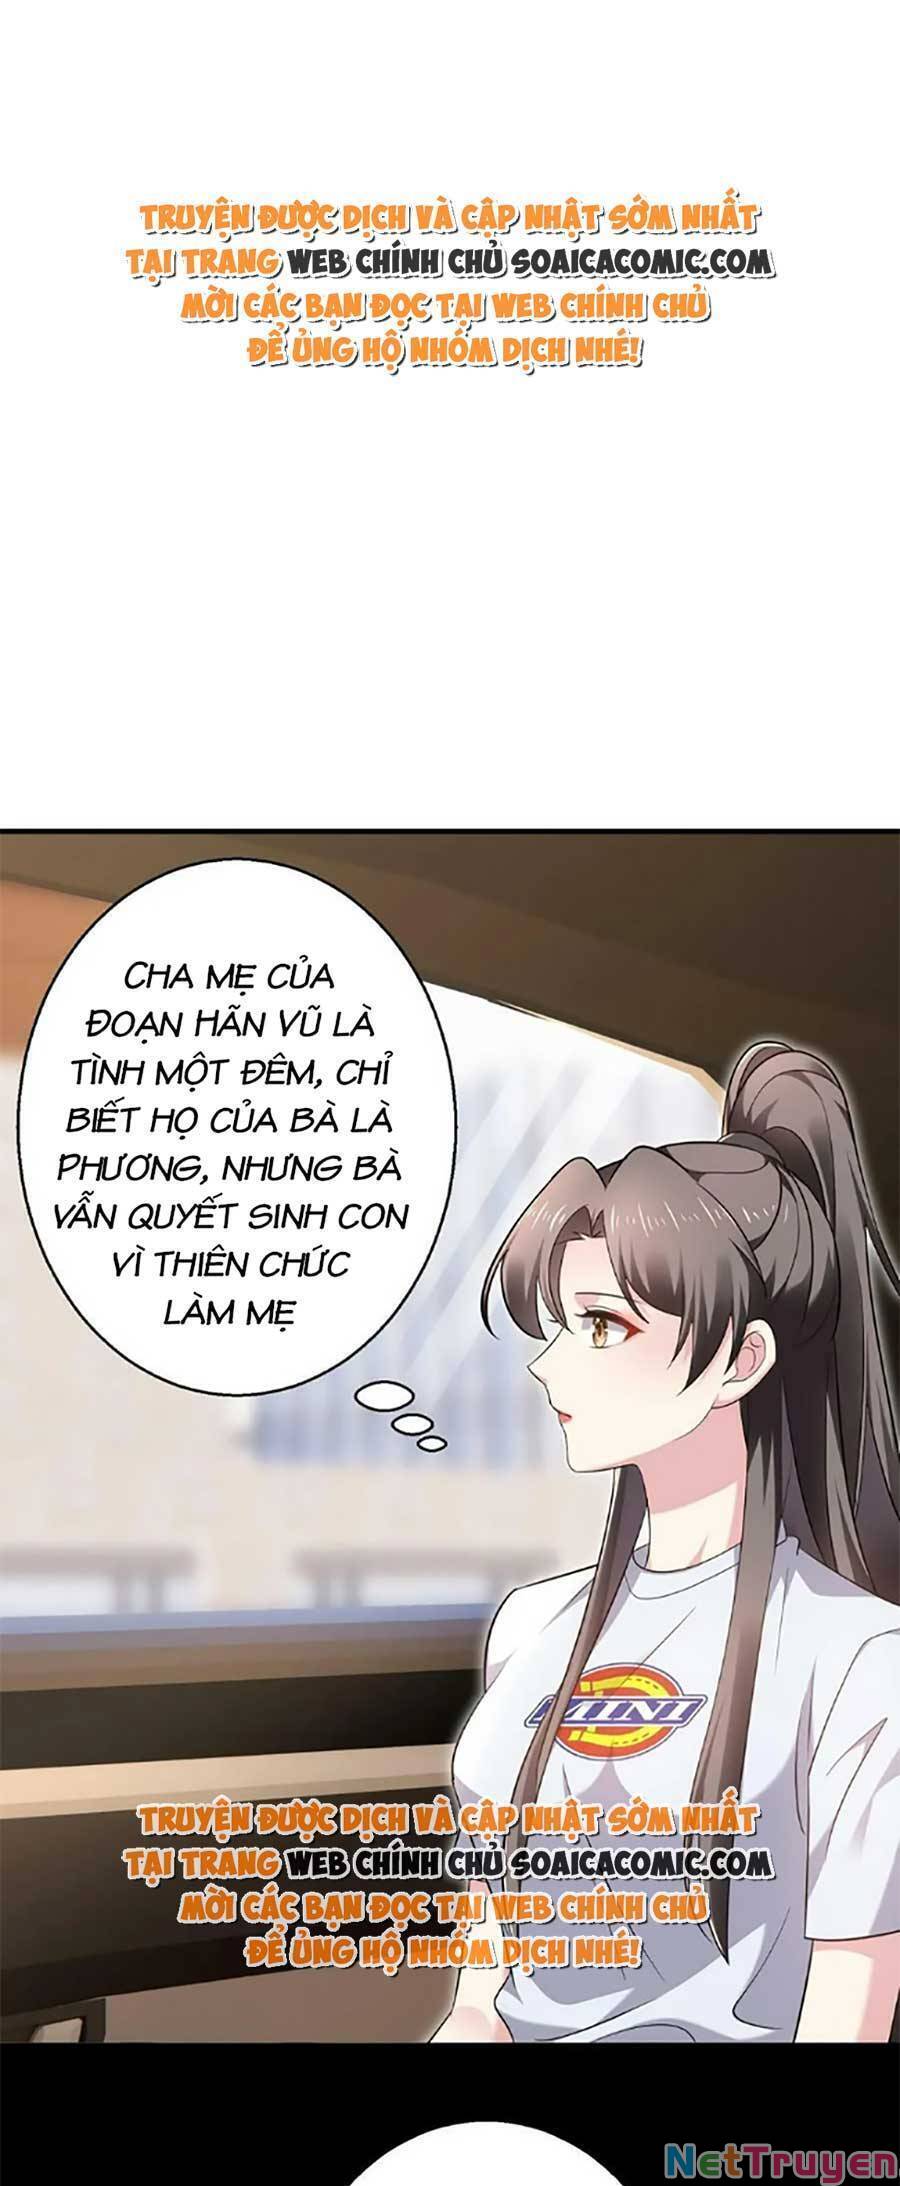 TRUYỆN ĐƯỢC DỊCH VÀ CẬP NHẬT SỚM NHẤT
TẠI TRANG WEB CHÍNH CHỦ SOAICACOMIC.COM
MỜI CÁC BẠN ĐỌC TẠI WEB CHÍNH CHỦ
ĐỂ ỦNG HỘ NHÓM DỊCH NHÉ!
CHA MẸ CỦA
ĐOẠN HÃN VŨ LÀ
TÌNH MỘT ĐÊM, CHỈ
BIẾT HỌ CỦA BÀ LÀ
PHƯƠNG, NHƯNG BÀ
VẪN QUYẾT SINH CON
VÌ THIÊN CHỨC
LÀM MẸ
MINI
TRUYỆN ĐƯỢC DỊCH VÀ CẬP NHẬT SỚM NHẤT
TẠI TRANG WEB CHÍNH CHỦ SOAICACOMIC.COM
MỜI CÁC BẠN ĐỌC TẠI WEB CHÍNH CHỦ
ĐỂ ỦNG HỘ NHÓM DỊCH NHÉ!
NetTruyen